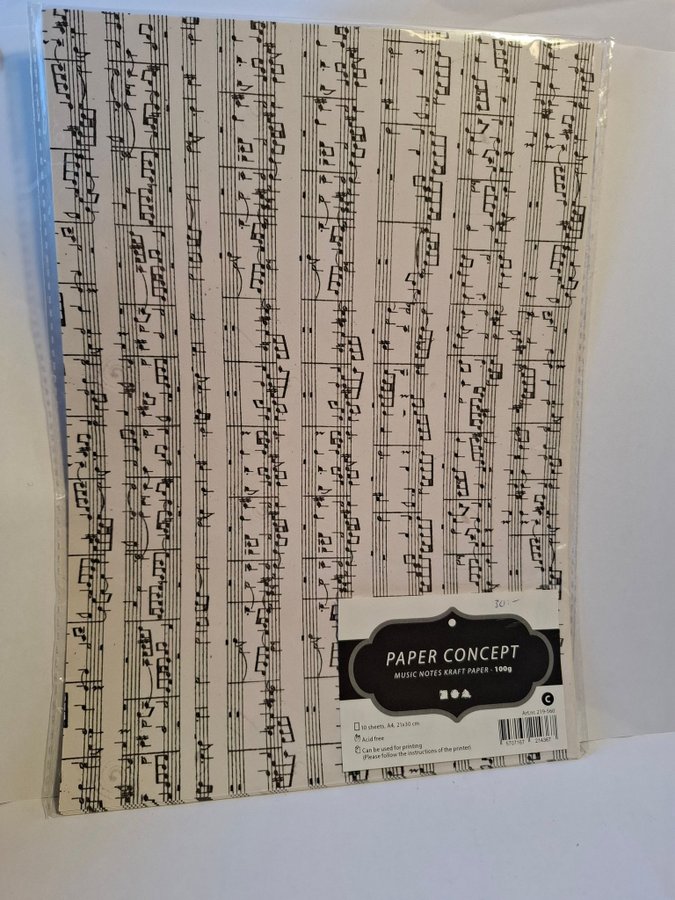 PAPER CONCEPT
MUSIC NOTES KRAFT PAPER - 100g
C
Art.no. 219-560
10 sheets, A4, 21x30 cm
Acid free
Can be used for printing
(Please follow the instructions of the printer)